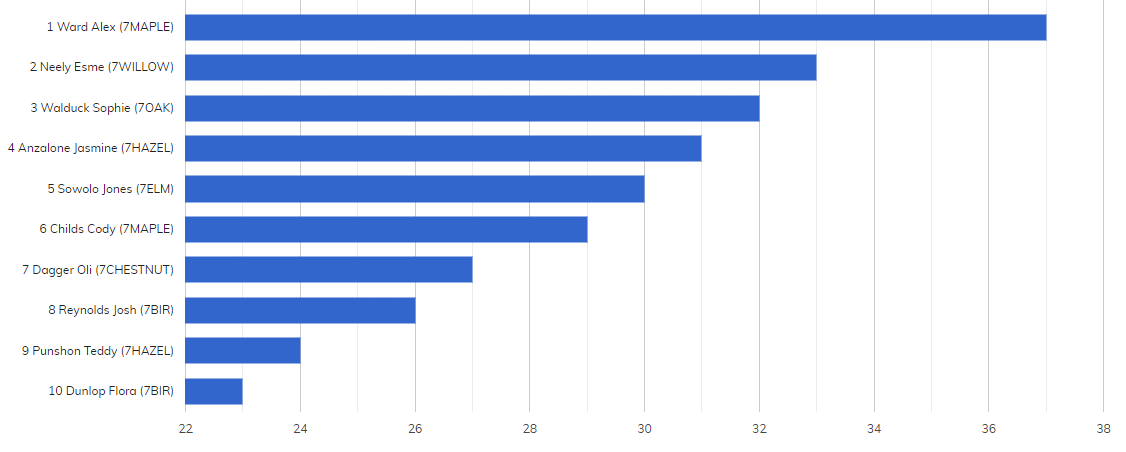 1 Ward Alex (7MAPLE)
2 Neely Esme (7WILLOW)
3 Walduck Sophie (7OAK)
4 Anzalone Jasmine (7HAZEL)
5 Sowolo Jones (7ELM)
6 Childs Cody (7MAPLE)
7 Dagger Oli (7CHESTNUT)
8 Reynolds Josh (7BIR)
9 Punshon Teddy (7HAZEL)
10 Dunlop Flora (7BIR)
22 24 26 28 30 32 34 36 38